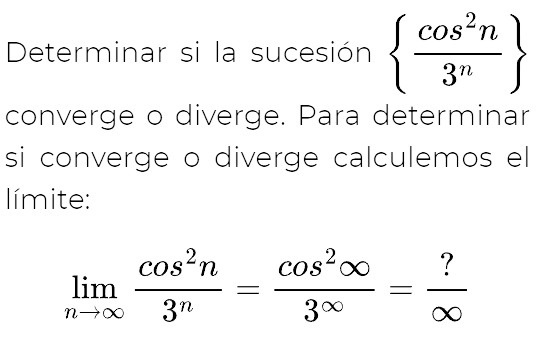 Determinar si la sucesión $\left\{\frac{cos^2 n}{3^n}\right\}$
converge o diverge. Para determinar
si converge o diverge calculemos el
límite:
$\lim_{n \to \infty} \frac{cos^2 n}{3^n} = \frac{cos^2 \infty}{3^\infty} = \frac{?}{\infty}$